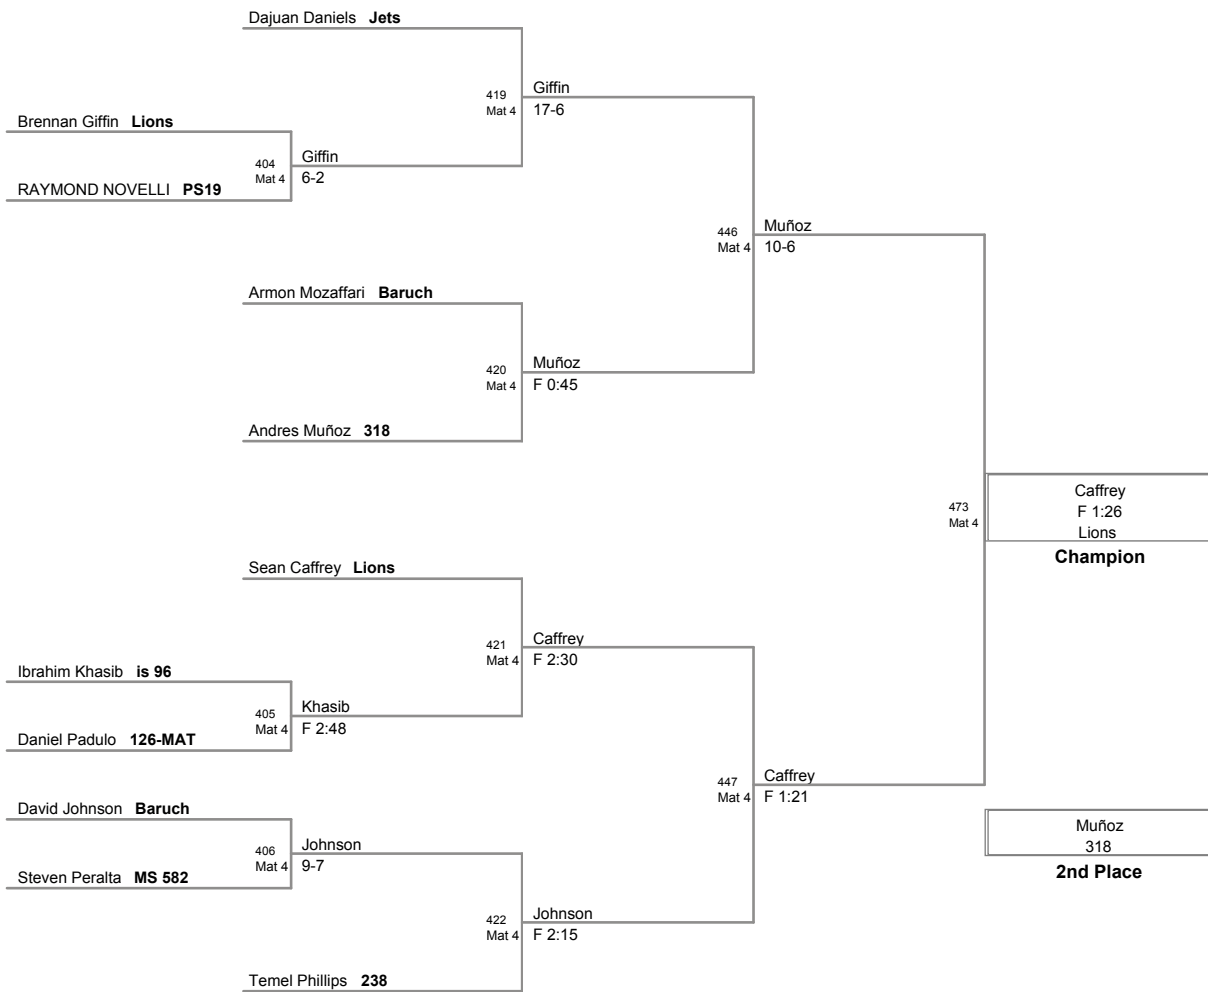 Dajuan Daniels Jets
419
Mat 4
Giffin
17-6
Brennan Giffin Lions
404
Mat 4
Giffin
6-2
RAYMOND NOVELLI PS19
446
Mat 4
Muñoz
10-6
Armon Mozaffari Baruch
420
Mat 4
Muñoz
F 0:45
Andres Muñoz 318
473
Mat 4
Caffrey
F 1:26
Lions
Champion
Sean Caffrey Lions
421
Mat 4
Caffrey
F 2:30
Ibrahim Khasib is 96
405
Mat 4
Khasib
F 2:48
Daniel Padulo 126-MAT
447
Mat 4
Caffrey
F 1:21
David Johnson Baruch
406
Mat 4
Johnson
9-7
Steven Peralta MS 582
Muñoz
318
2nd Place
422
Mat 4
Johnson
F 2:15
Temel Phillips 238